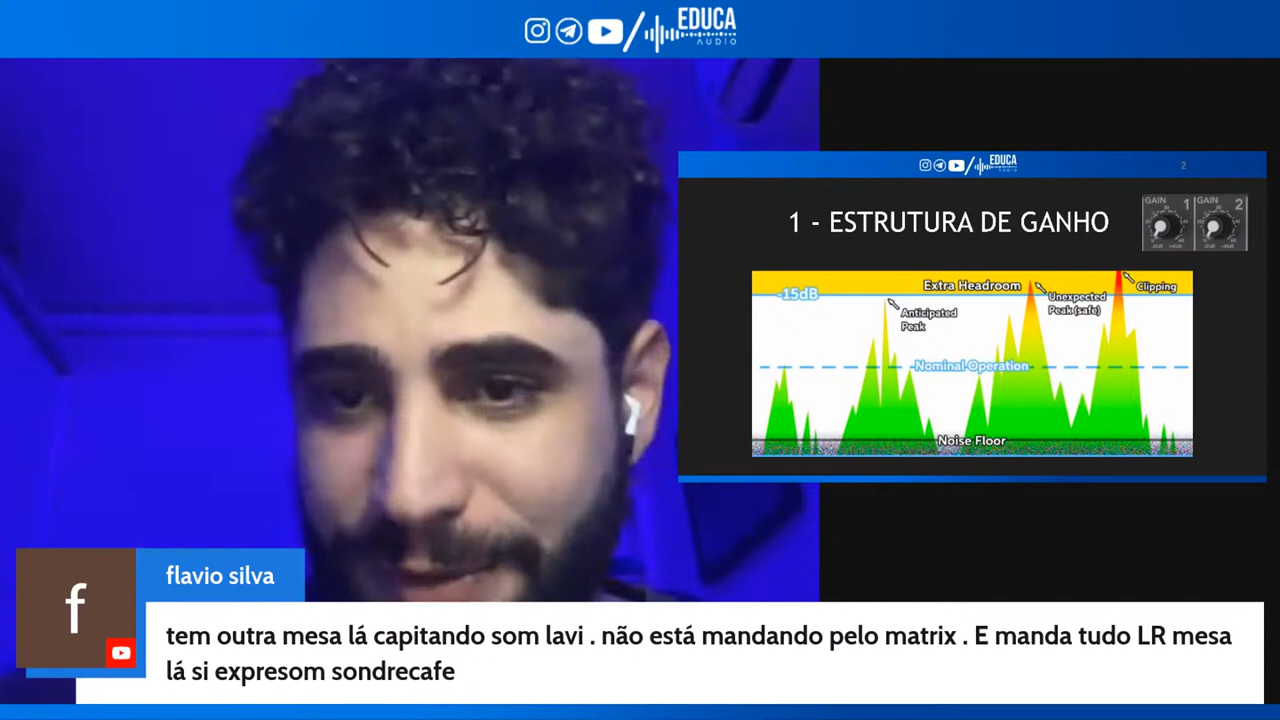 EDUCA
AUDIO
EDUCA
AUDIO
2
1 - ESTRUTURA DE GANHO
GAIN 1 GAIN 2
-15dB
Extra Headroom
Clipping
Unexpected
Peak (safe)
Anticipated
Peak
Nominal Operation
Noise Floor
f
flavio silva
tem outra mesa lá capitando som lavi . não está mandando pelo matrix . E manda tudo LR mesa
lá si expresom sondrecafe